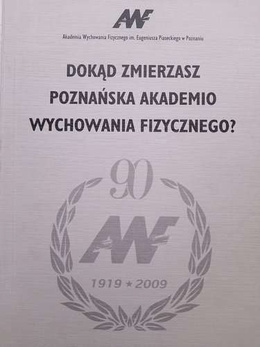 AWF
Akademia Wychowania Fizycznego im. Eugeniusza Piaseckiego w Poznaniu
DOKĄD ZMIERZASZ
POZNAŃSKA AKADEMIO
WYCHOWANIA FIZYCZNEGO?
90
AWF
1919 ★ 2009